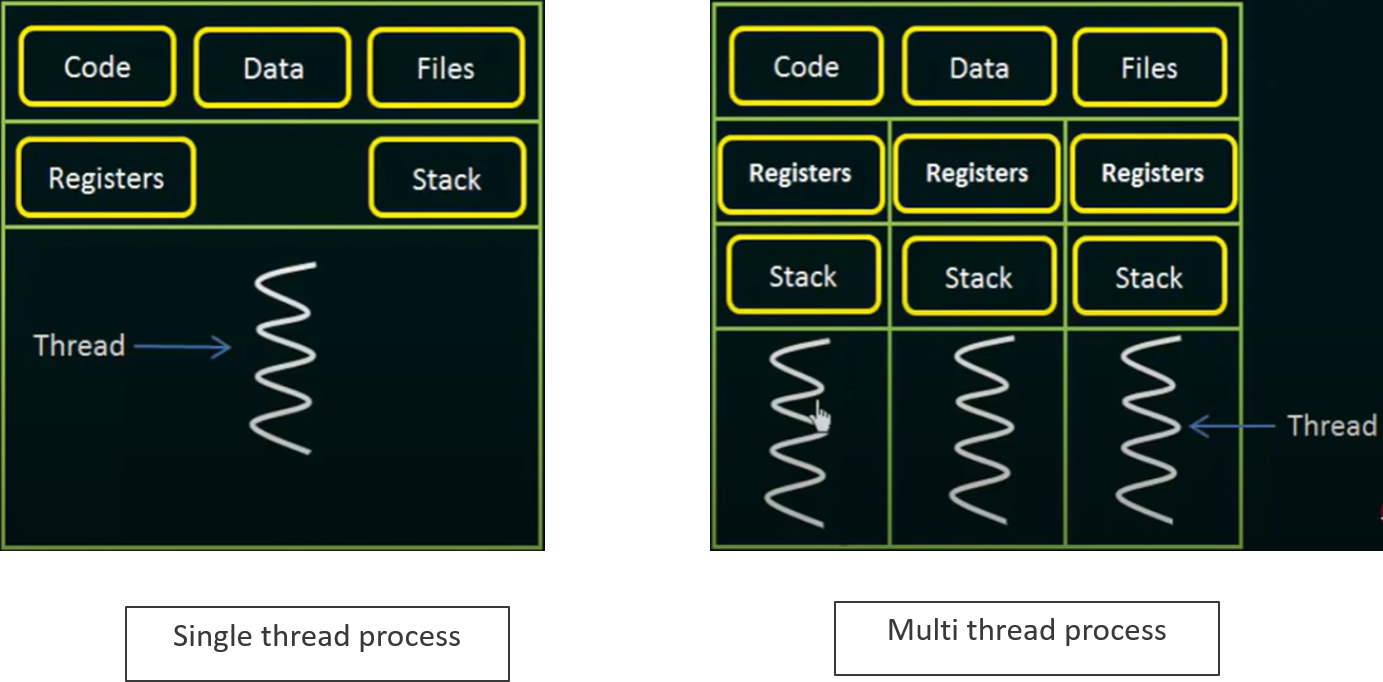 Code Data Files
Registers Stack
Thread
Single thread process
Code Data Files
Registers Registers Registers
Stack Stack Stack
Thread
Multi thread process